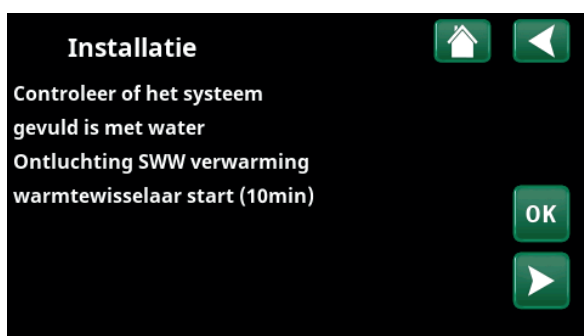 Installatie
Controleer of het systeem
gevuld is met water
Ontluchting SWW verwarming
warmtewisselaar start (10min)
OK